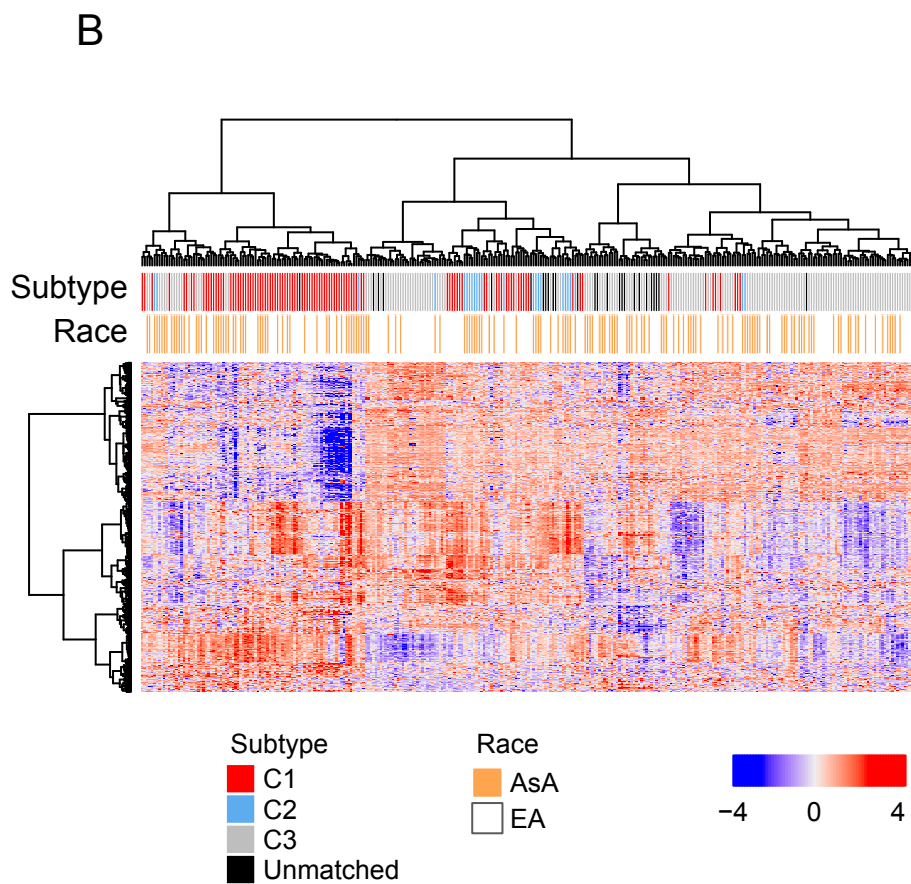 B
Subtype
Race
Subtype
C1
C2
C3
Unmatched
Race
AsA
EA
−4 0 4